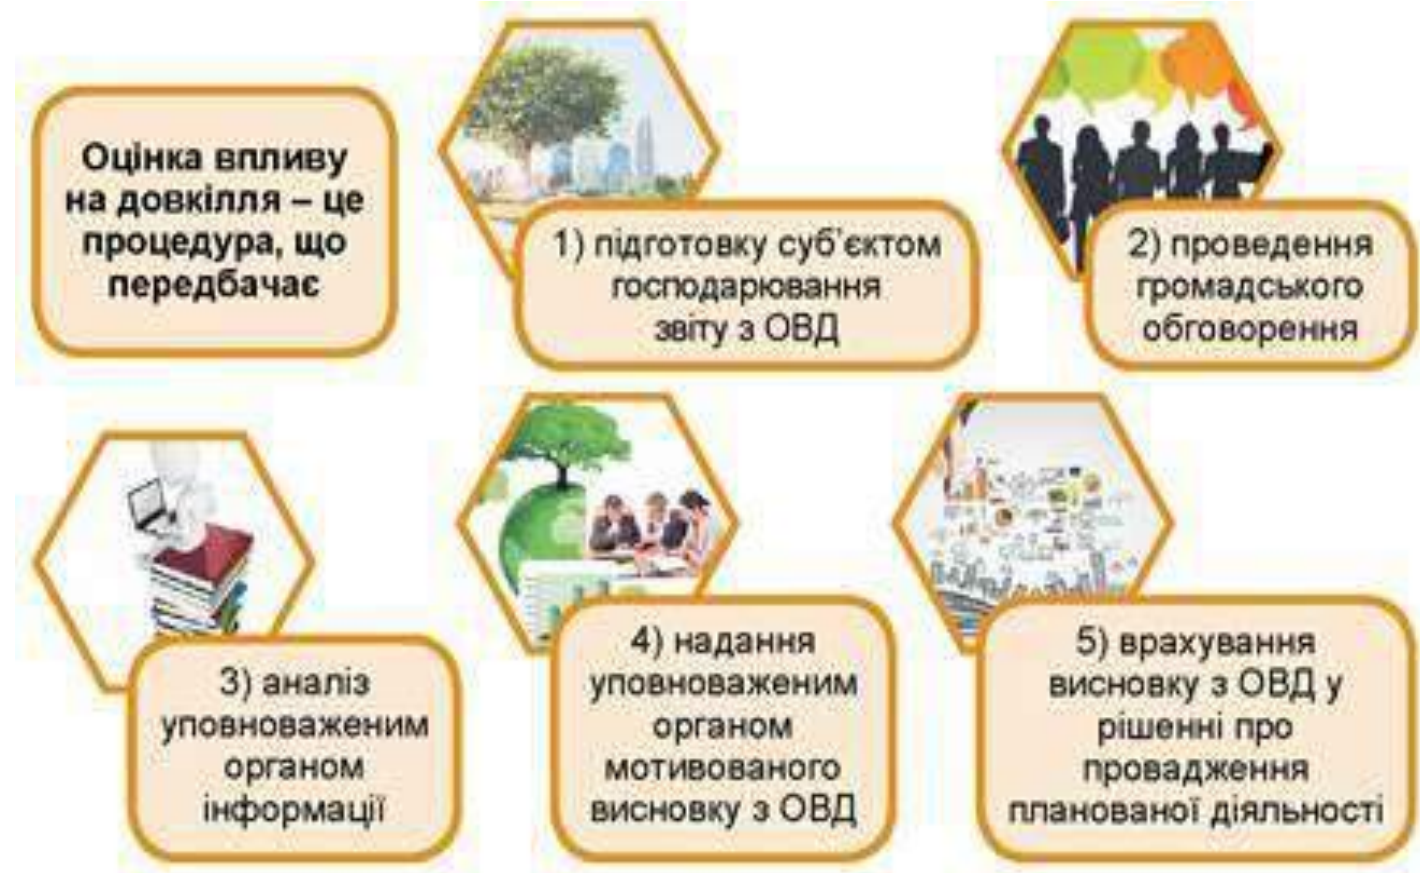 Оцінка впливу
на довкілля – це
процедура, що
передбачає
1) підготовку суб’єктом
господарювання
звіту з ОВД
2) проведення
громадського
обговорення
3) аналіз
уповноваженим
органом
інформації
4) надання
уповноваженим
органом
мотивованого
висновку з ОВД
5) врахування
висновку з ОВД у
рішенні про
провадження
планованої діяльності